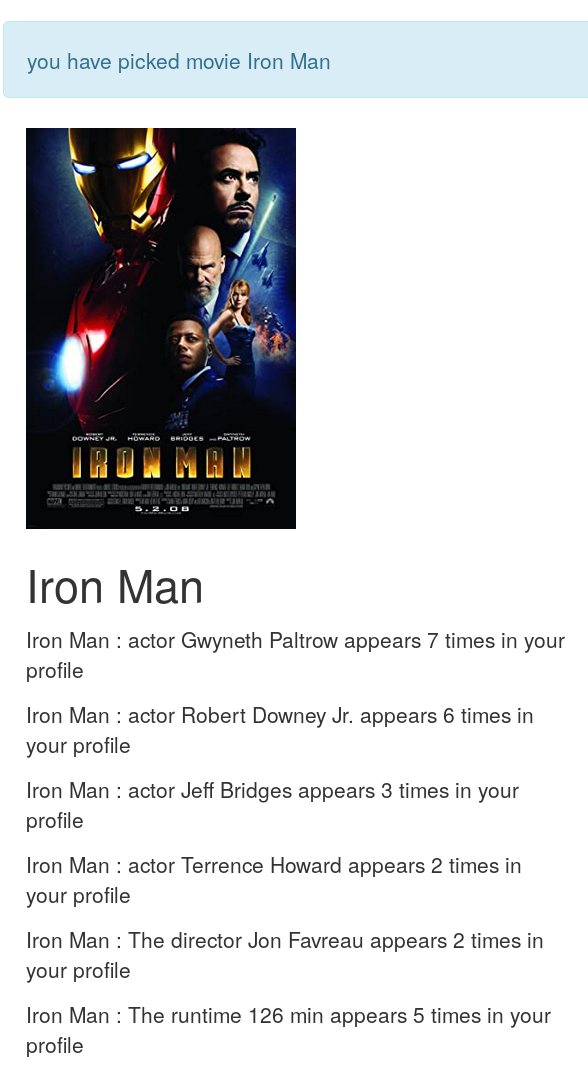 you have picked movie Iron Man
ROBERT TERRENCE JEFF GWYNETH
DOWNEY JR. HOWARD BRIDGES AND PALTROW
IRON MAN
MARVEL
5.2.08
Iron Man
Iron Man : actor Gwyneth Paltrow appears 7 times in your
profile
Iron Man : actor Robert Downey Jr. appears 6 times in
your profile
Iron Man : actor Jeff Bridges appears 3 times in your
profile
Iron Man : actor Terrence Howard appears 2 times in
your profile
Iron Man : The director Jon Favreau appears 2 times in
your profile
Iron Man : The runtime 126 min appears 5 times in your
profile